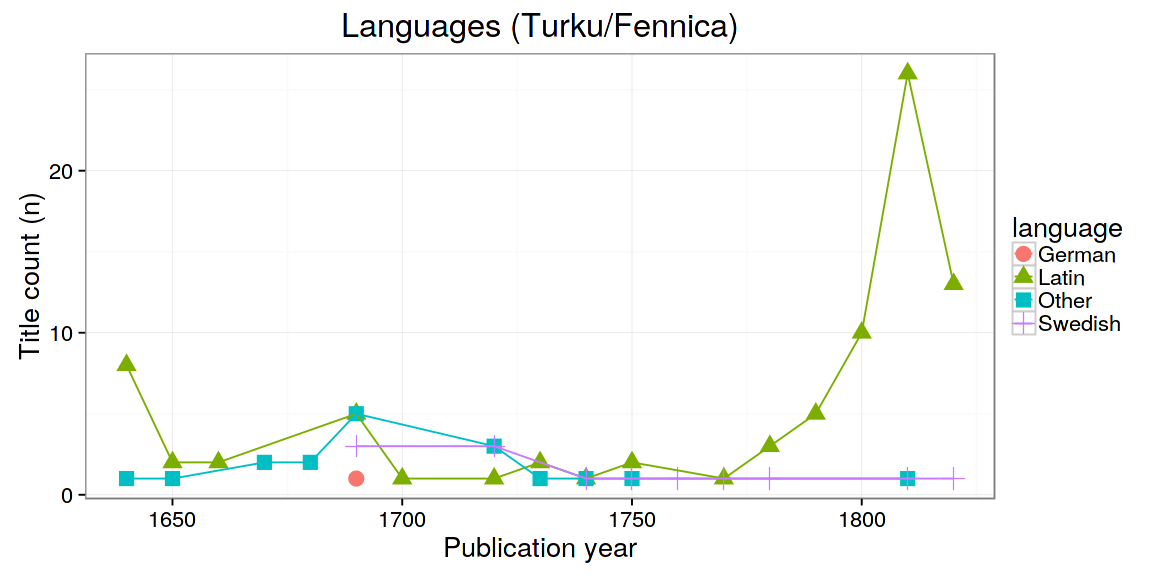 Languages (Turku/Fennica)
Title count (n)
20
10
0
1650
1700
1750
1800
Publication year
language
German
Latin
Other
Swedish